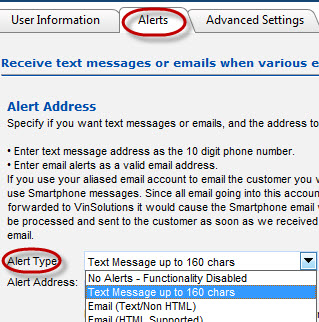 User Information Alerts Advanced Settings
Receive text messages or emails when various e
Alert Address
Specify if you want text messages or emails, and the address to
• Enter text message address as the 10 digit phone number.
• Enter email alerts as a valid email address.
If you use your aliased email account to email the customer you w
use Smartphone messages. Since all email going into this accoun
forwarded to VinSolutions it would cause the Smartphone email
be processed and sent to the customer as soon as we received
email.
Alert Type: Text Message up to 160 chars
Alert Address: No Alerts - Functionality Disabled
Text Message up to 160 chars
Email (Text/Non HTML)
Email (HTML Supported)